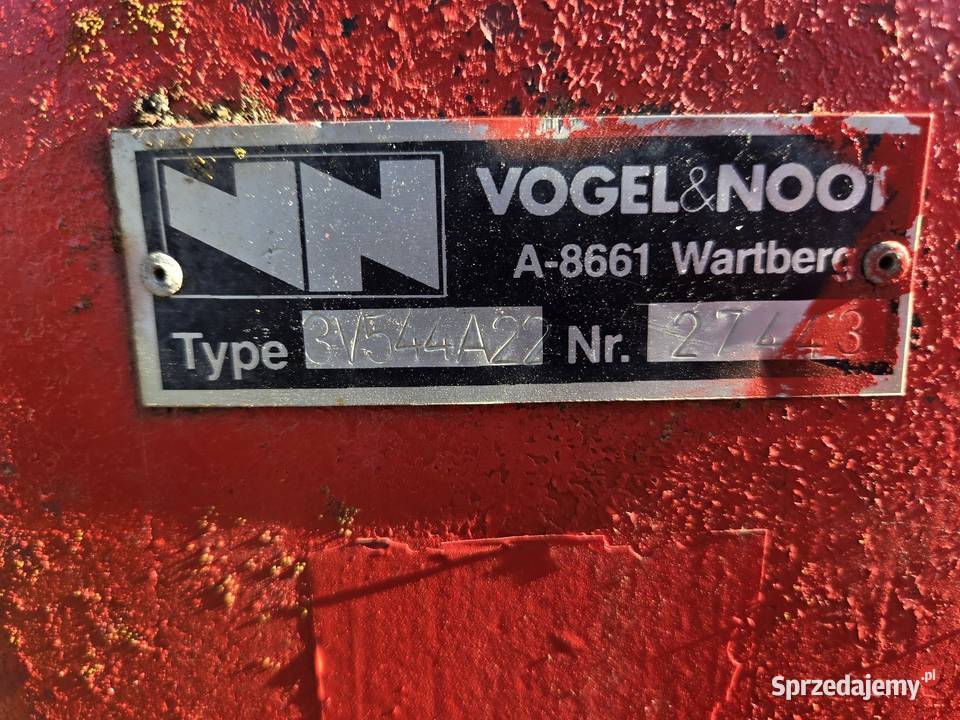 VN
VOGEL&NOOT
A-8661 Wartberg
Type 3V544A22 Nr. 27443
Sprzedajemy.pl